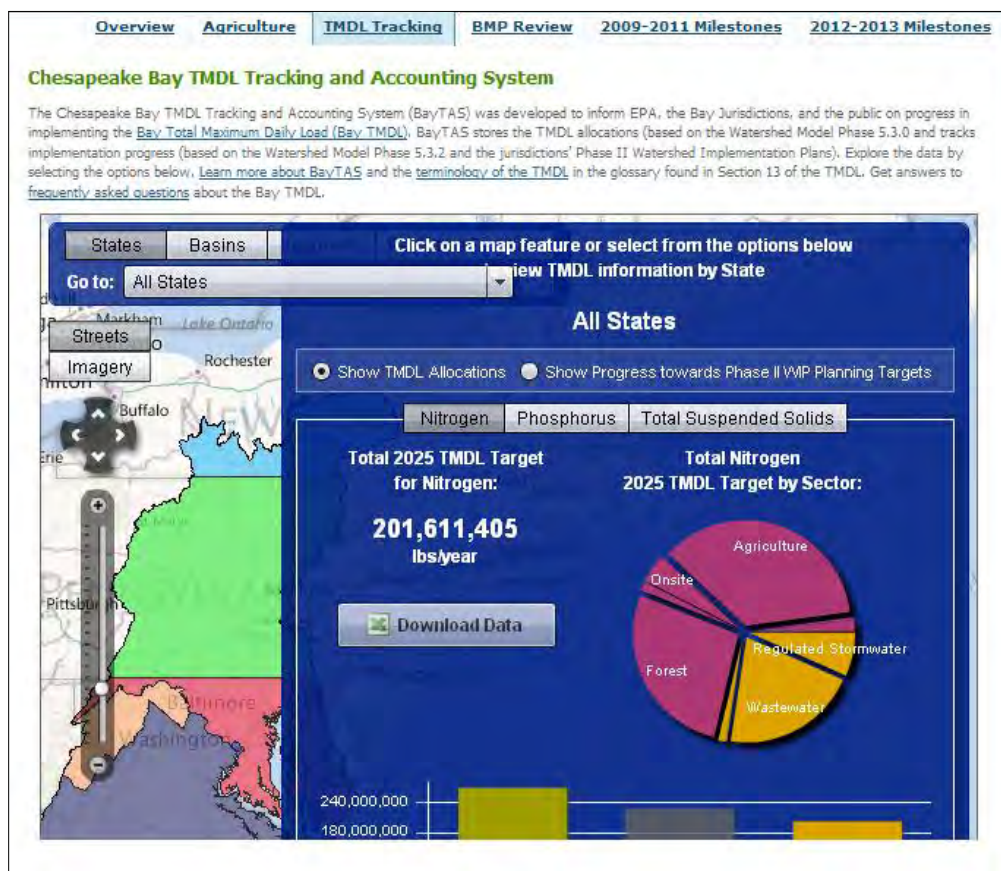 Overview Agriculture TMDL Tracking BMP Review 2009-2011 Milestones 2012-2013 Milestones
Chesapeake Bay TMDL Tracking and Accounting System
The Chesapeake Bay TMDL Tracking and Accounting System (BayTAS) was developed to inform EPA, the Bay Jurisdictions, and the public on progress in
implementing the Bay Total Maximum Daily Load (Bay TMDL). BayTAS stores the TMDL allocations (based on the Watershed Model Phase 5.3.0 and tracks
implementation progress (based on the Watershed Model Phase 5.3.2 and the jurisdictions' Phase II Watershed Implementation Plans). Explore the data by
selecting the options below. Learn more about BayTAS and the terminology of the TMDL in the glossary found in Section 13 of the TMDL. Get answers to
frequently asked questions about the Bay TMDL.
States Basins
Click on a map feature or select from the options below
view TMDL information by State
Go to: All States
All States
Streets
Imagery
Markham
Lake Ontario
Rochester
Buffalo
Erie
Pittsburgh
Baltimore
Washington
Show TMDL Allocations Show Progress towards Phase II WIP Planning Targets
Nitrogen Phosphorus Total Suspended Solids
Total 2025 TMDL Target
for Nitrogen:
201,611,405
lbs/year
Download Data
Total Nitrogen
2025 TMDL Target by Sector:
Agriculture
Onsite
Regulated Stormwater
Forest
Wastewater
240,000,000
180,000,000